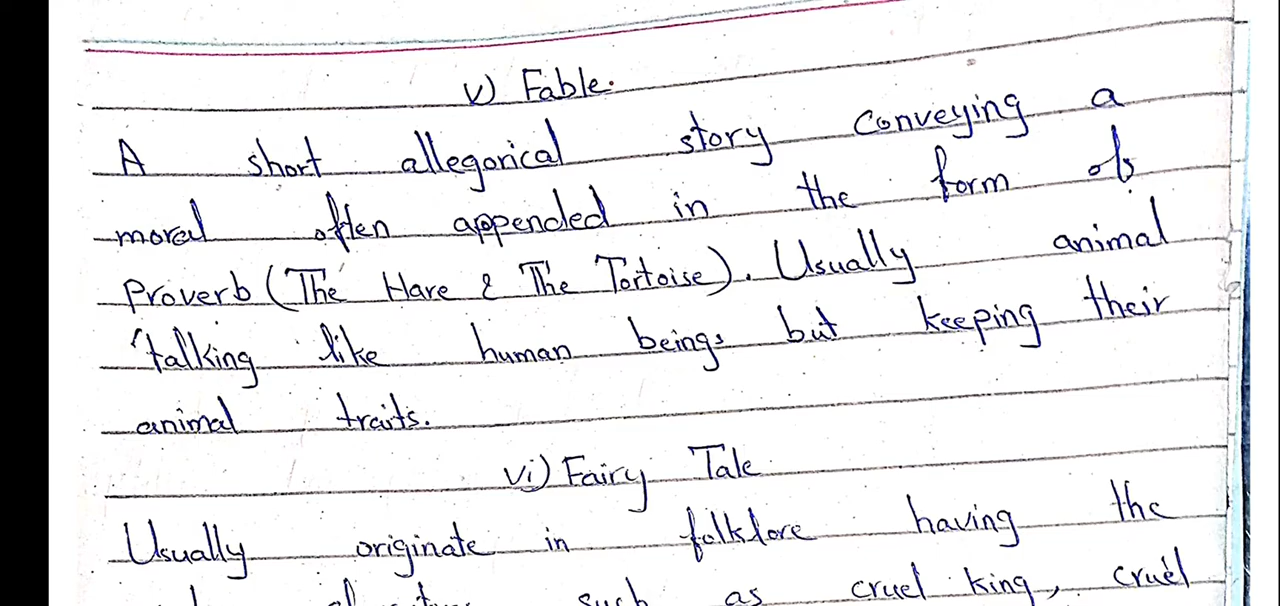 v) Fable.
A short allegorical story conveying a
moral often appended in the form of
Proverb (The Hare & The Tortoise). Usually animal
talking like human beings but keeping their
animal traits.
vi) Fairy Tale
Usually originate in folklore having the
such as cruel king, cruel